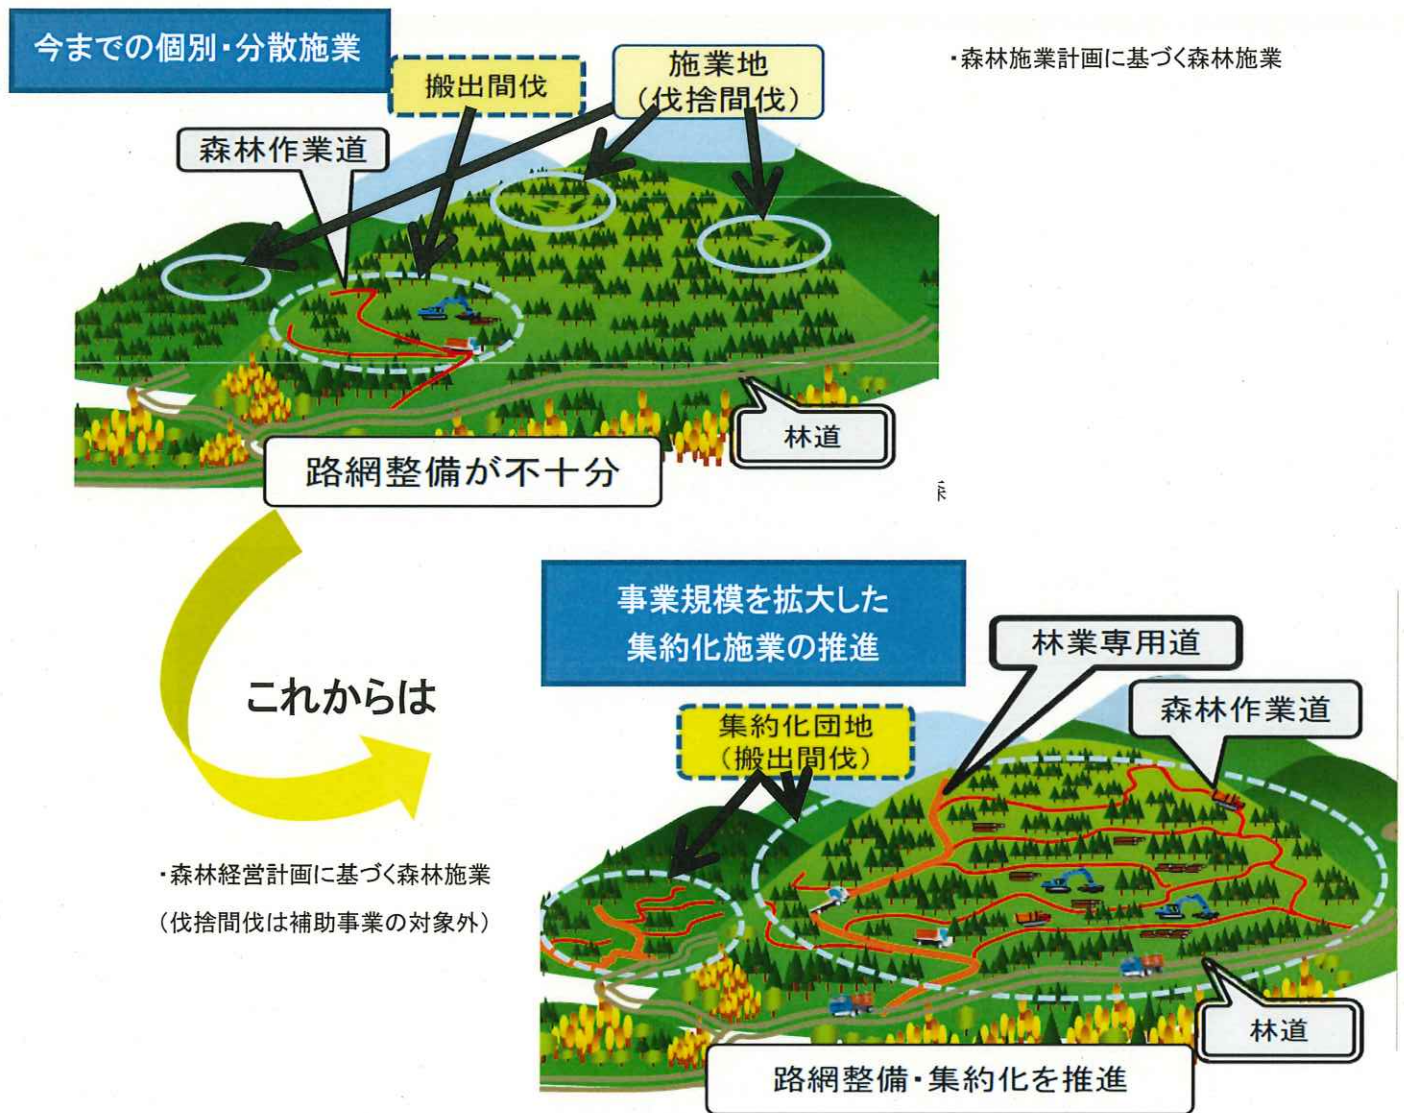 今までの個別・分散施業
・森林施業計画に基づく森林施業
搬出間伐
施業地
(伐捨間伐)
森林作業道
林道
路網整備が不十分
これからは
・森林経営計画に基づく森林施業
(伐捨間伐は補助事業の対象外)
事業規模を拡大した
集約化施業の推進
林業専用道
森林作業道
集約化団地
(搬出間伐)
林道
路網整備・集約化を推進